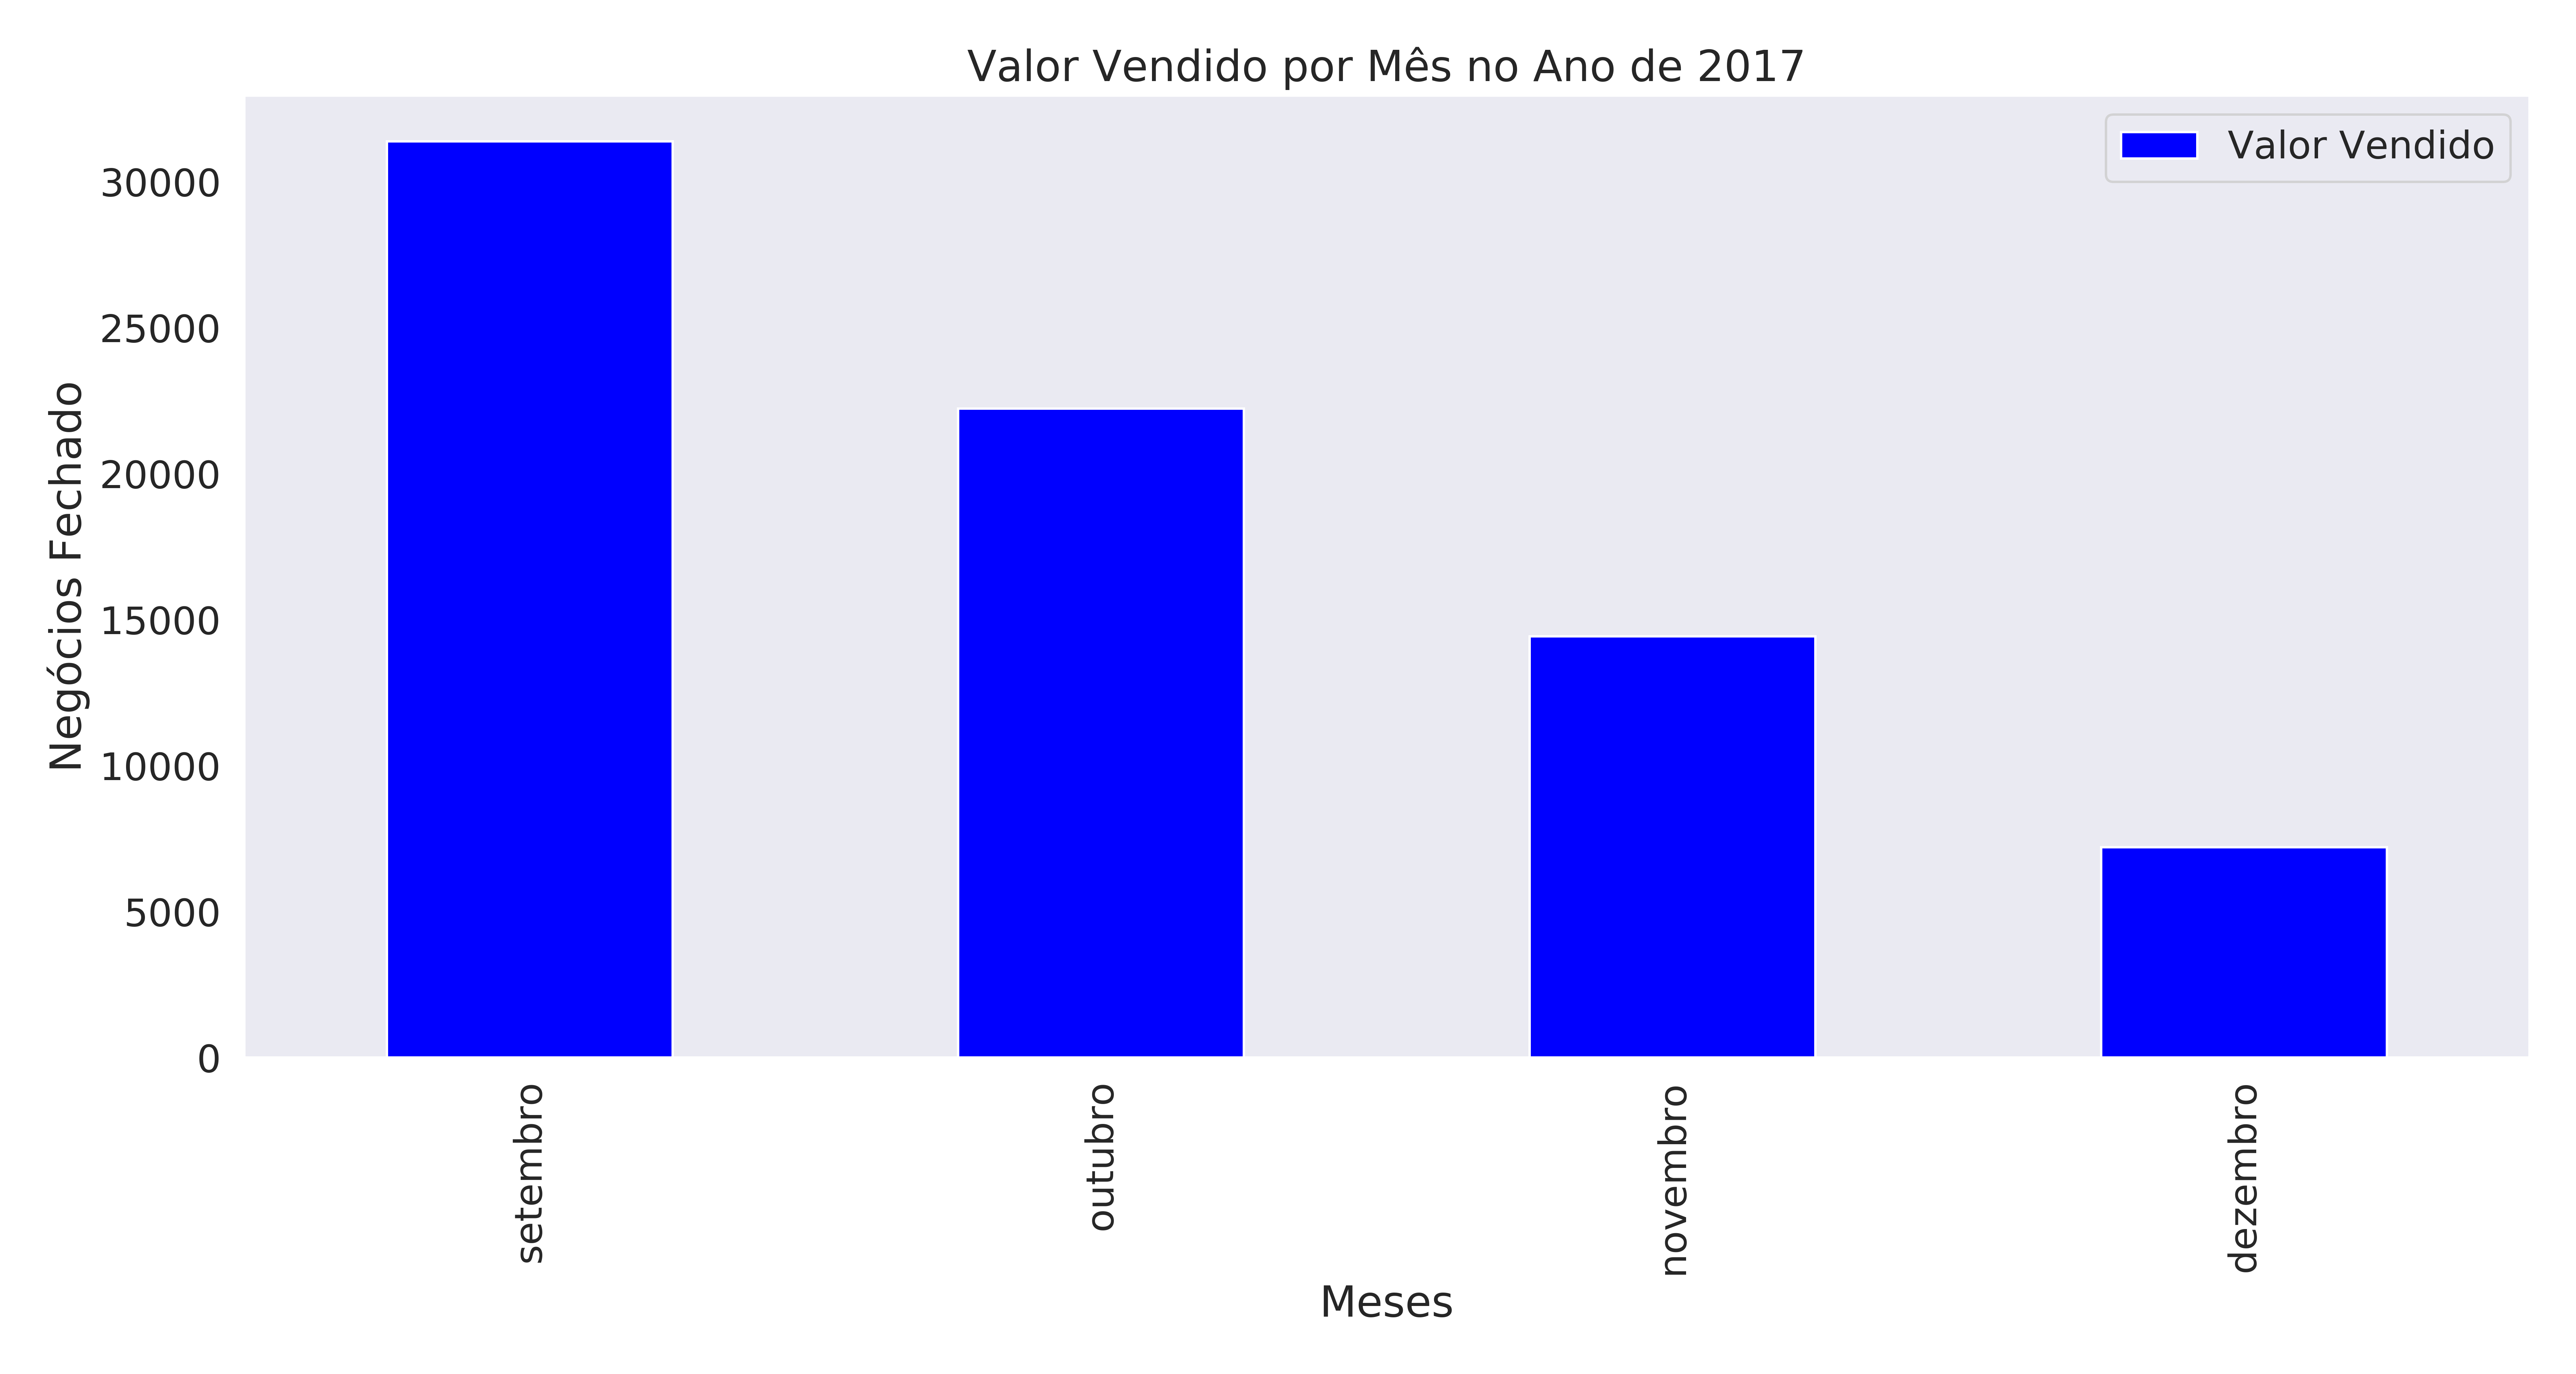 Valor Vendido por Mês no Ano de 2017
Valor Vendido
Negócios Fechado
30000
25000
20000
15000
10000
5000
0
setembro
outubro
novembro
dezembro
Meses